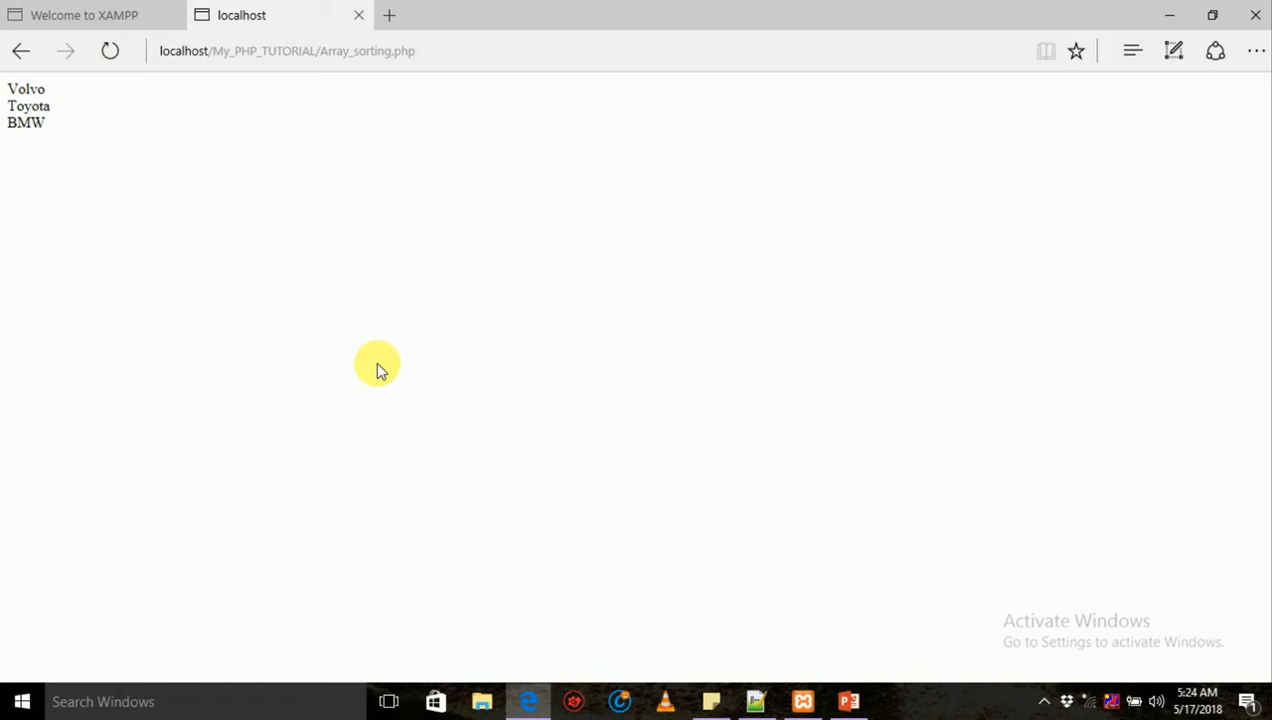 Welcome to XAMPP
localhost
localhost/My_PHP_TUTORIAL/Array_sorting.php
Volvo
Toyota
BMW
Activate Windows
Go to Settings to activate Windows.
Search Windows
5:24 AM
5/17/2018
1